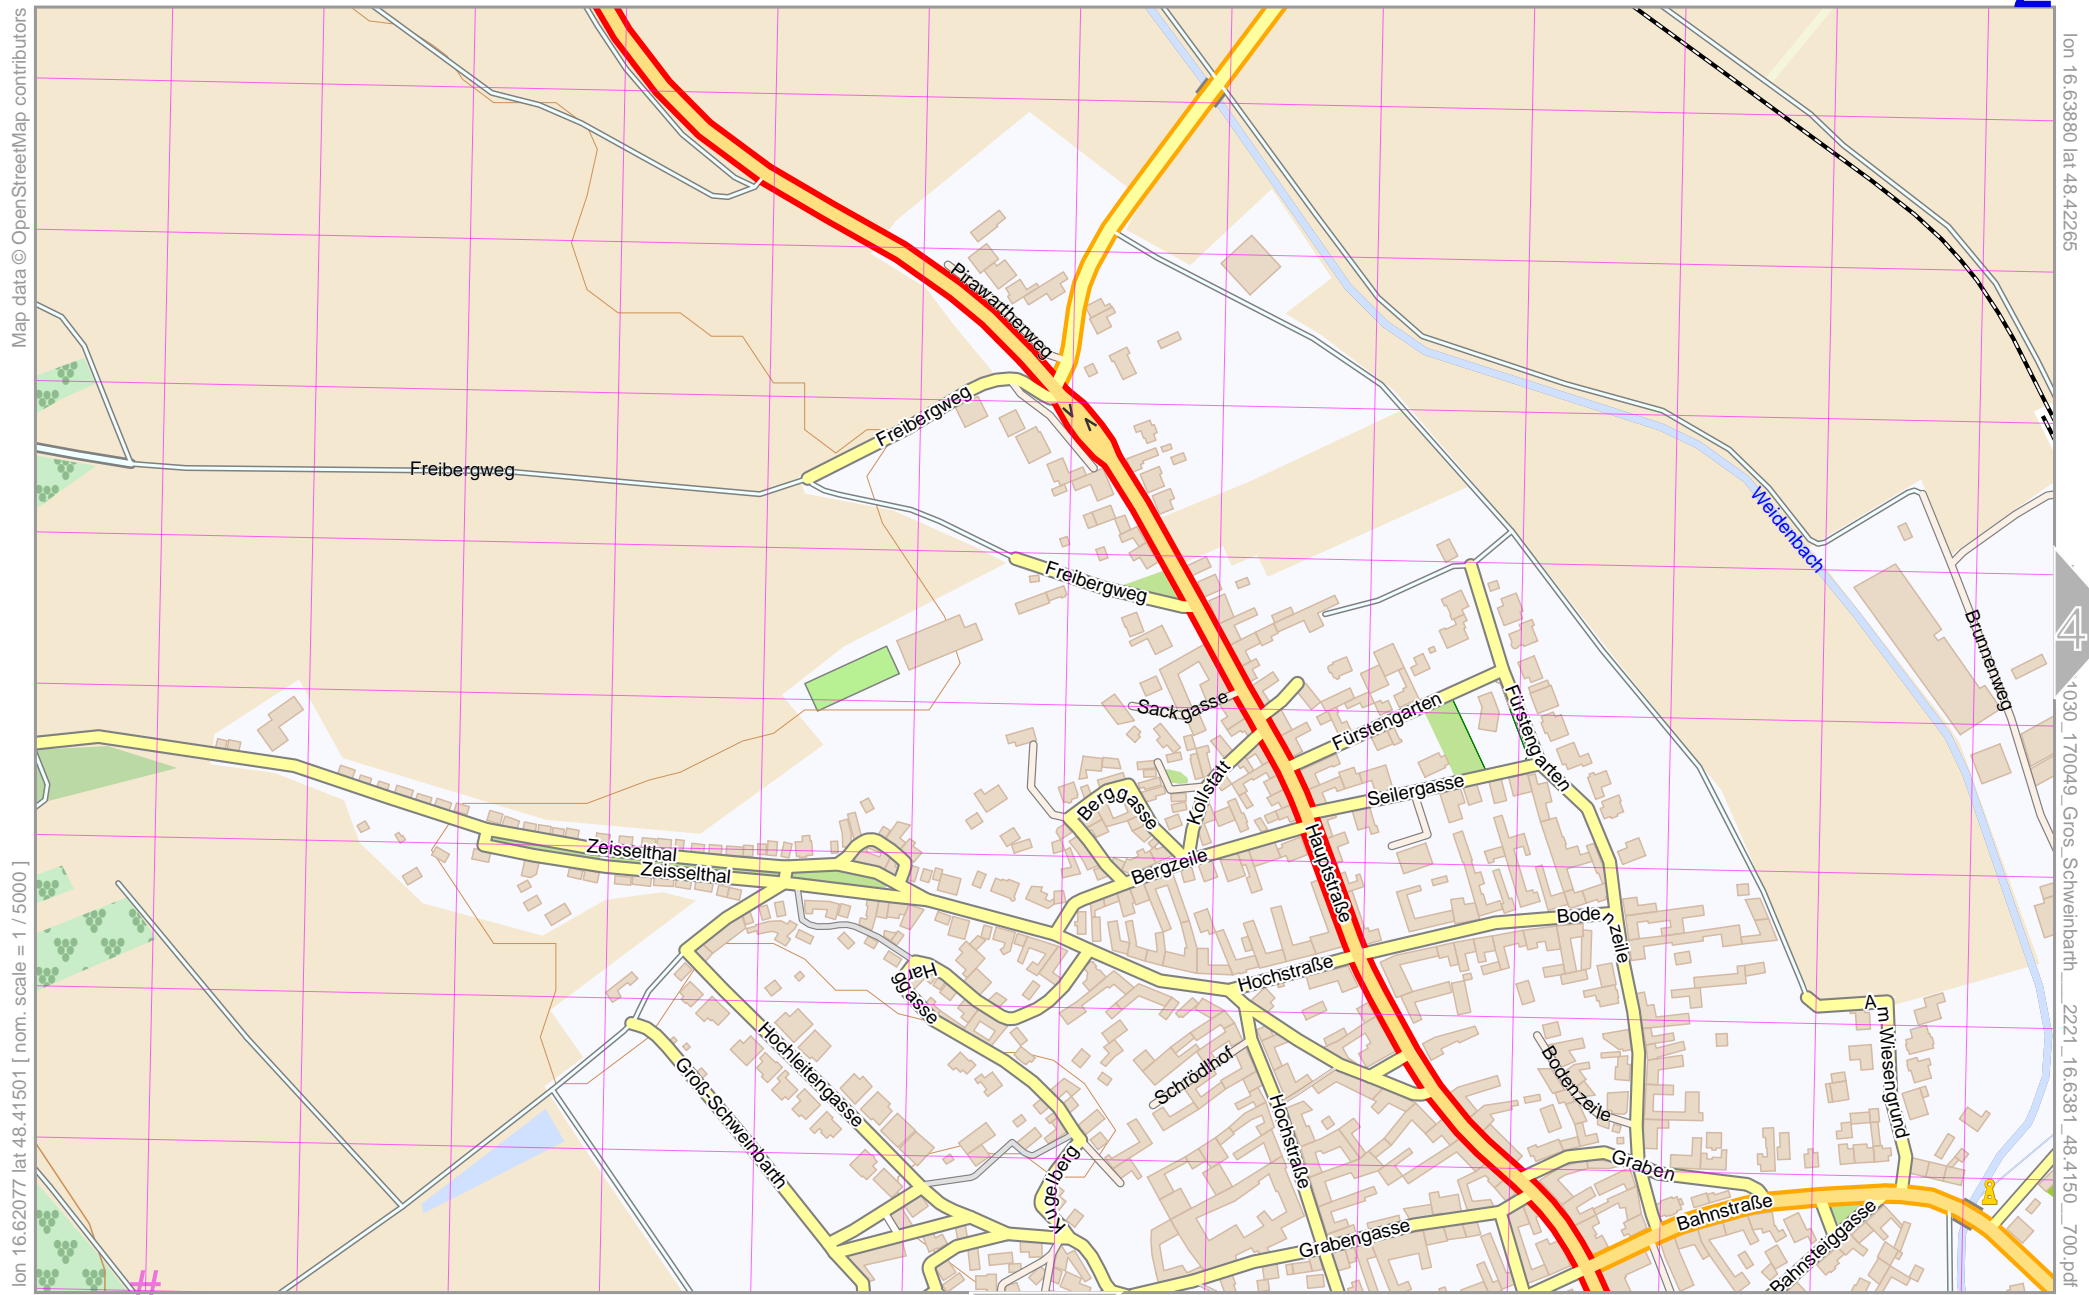 Map data © OpenStreetMap contributors
lon 16.63880 lat 48.42265
Pirawartherweg
Freibergweg
Freibergweg
Weidenbach
Freibergweg
4
Brunnenweg
Sackgasse
Fürstengarten
Fürstengarten
Kollstatt
Seilergasse
Berggasse
Zeisselthal
Zeisselthal
Bergzeile
Hauptstraße
Bodenzeile
Hochstraße
Hauggasse
Am Wiesengrund
Hochleitengasse
Groß-Schweinbarth
Schrödlhof
Bodenzeile
Hochstraße
Kugelberg
Graben
Bahnstraße
Grabengasse
Bahnsteiggasse
lon 16.62077 lat 48.41501 [ nom. scale = 1 / 5000 ]
1030_170049_Gros_Schweinbarth___2221_16.6381_48.4150__700.pdf
#